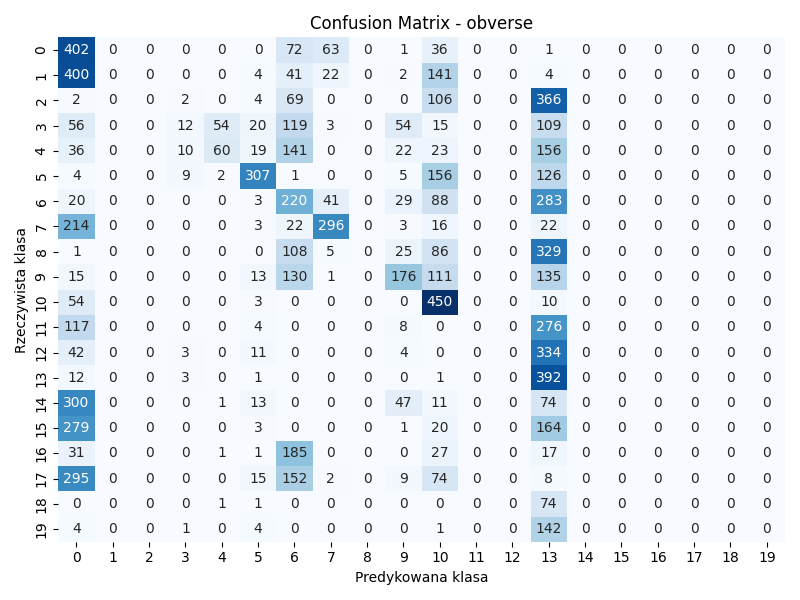 Confusion Matrix - obverse
Rzeczywista klasa
0 402 0 0 0 0 0 72 63 0 1 36 0 0 1 0 0 0 0 0 0
1 400 0 0 0 0 4 41 22 0 2 141 0 0 4 0 0 0 0 0 0
2 2 0 0 2 0 4 69 0 0 0 106 0 0 366 0 0 0 0 0 0
3 56 0 0 12 54 20 119 3 0 54 15 0 0 109 0 0 0 0 0 0
4 36 0 0 10 60 19 141 0 0 22 23 0 0 156 0 0 0 0 0 0
5 4 0 0 9 2 307 1 0 0 5 156 0 0 126 0 0 0 0 0 0
6 20 0 0 0 0 3 220 41 0 29 88 0 0 283 0 0 0 0 0 0
7 214 0 0 0 0 3 22 296 0 3 16 0 0 22 0 0 0 0 0 0
8 1 0 0 0 0 0 108 5 0 25 86 0 0 329 0 0 0 0 0 0
9 15 0 0 0 0 13 130 1 0 176 111 0 0 135 0 0 0 0 0 0
10 54 0 0 0 0 3 0 0 0 0 450 0 0 10 0 0 0 0 0 0
11 117 0 0 0 0 4 0 0 0 8 0 0 0 276 0 0 0 0 0 0
12 42 0 0 3 0 11 0 0 0 4 0 0 0 334 0 0 0 0 0 0
13 12 0 0 3 0 1 0 0 0 0 1 0 0 392 0 0 0 0 0 0
14 300 0 0 0 1 13 0 0 0 47 11 0 0 74 0 0 0 0 0 0
15 279 0 0 0 0 3 0 0 0 1 20 0 0 164 0 0 0 0 0 0
16 31 0 0 0 1 1 185 0 0 0 27 0 0 17 0 0 0 0 0 0
17 295 0 0 0 0 15 152 2 0 9 74 0 0 8 0 0 0 0 0 0
18 0 0 0 0 1 1 0 0 0 0 0 0 0 74 0 0 0 0 0 0
19 4 0 0 1 0 4 0 0 0 0 1 0 0 142 0 0 0 0 0 0
0 1 2 3 4 5 6 7 8 9 10 11 12 13 14 15 16 17 18 19
Predykowana klasa